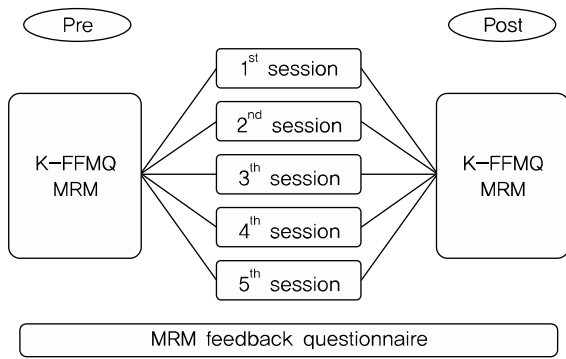 Pre
Post
1st session
2nd session
3th session
4th session
5th session
K-FFMQ
MRM
K-FFMQ
MRM
MRM feedback questionnaire